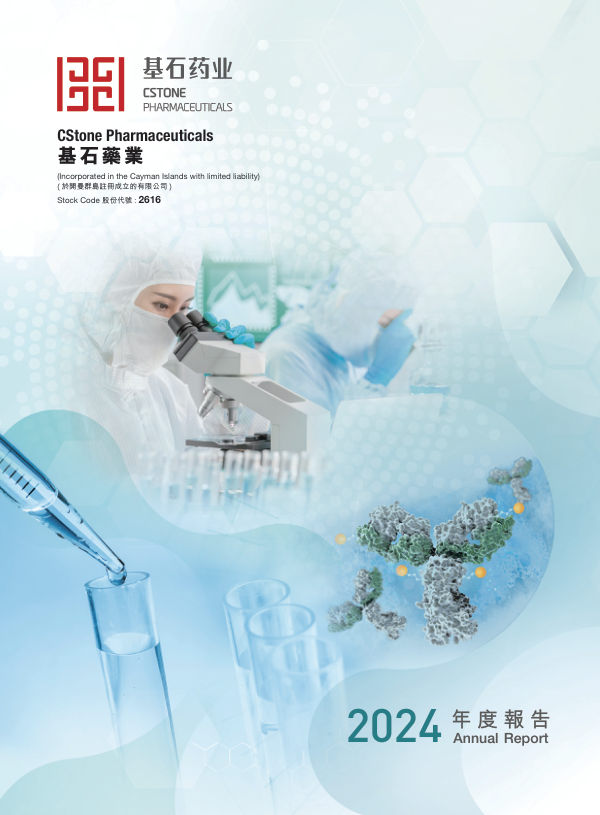 基石药业
CSTONE
PHARMACEUTICALS
CStone Pharmaceuticals
基石藥業
(Incorporated in the Cayman Islands with limited liability)
( 於開曼群島註冊成立的有限公司 )
Stock Code 股份代號 : 2616
2024 年度報告
Annual Report